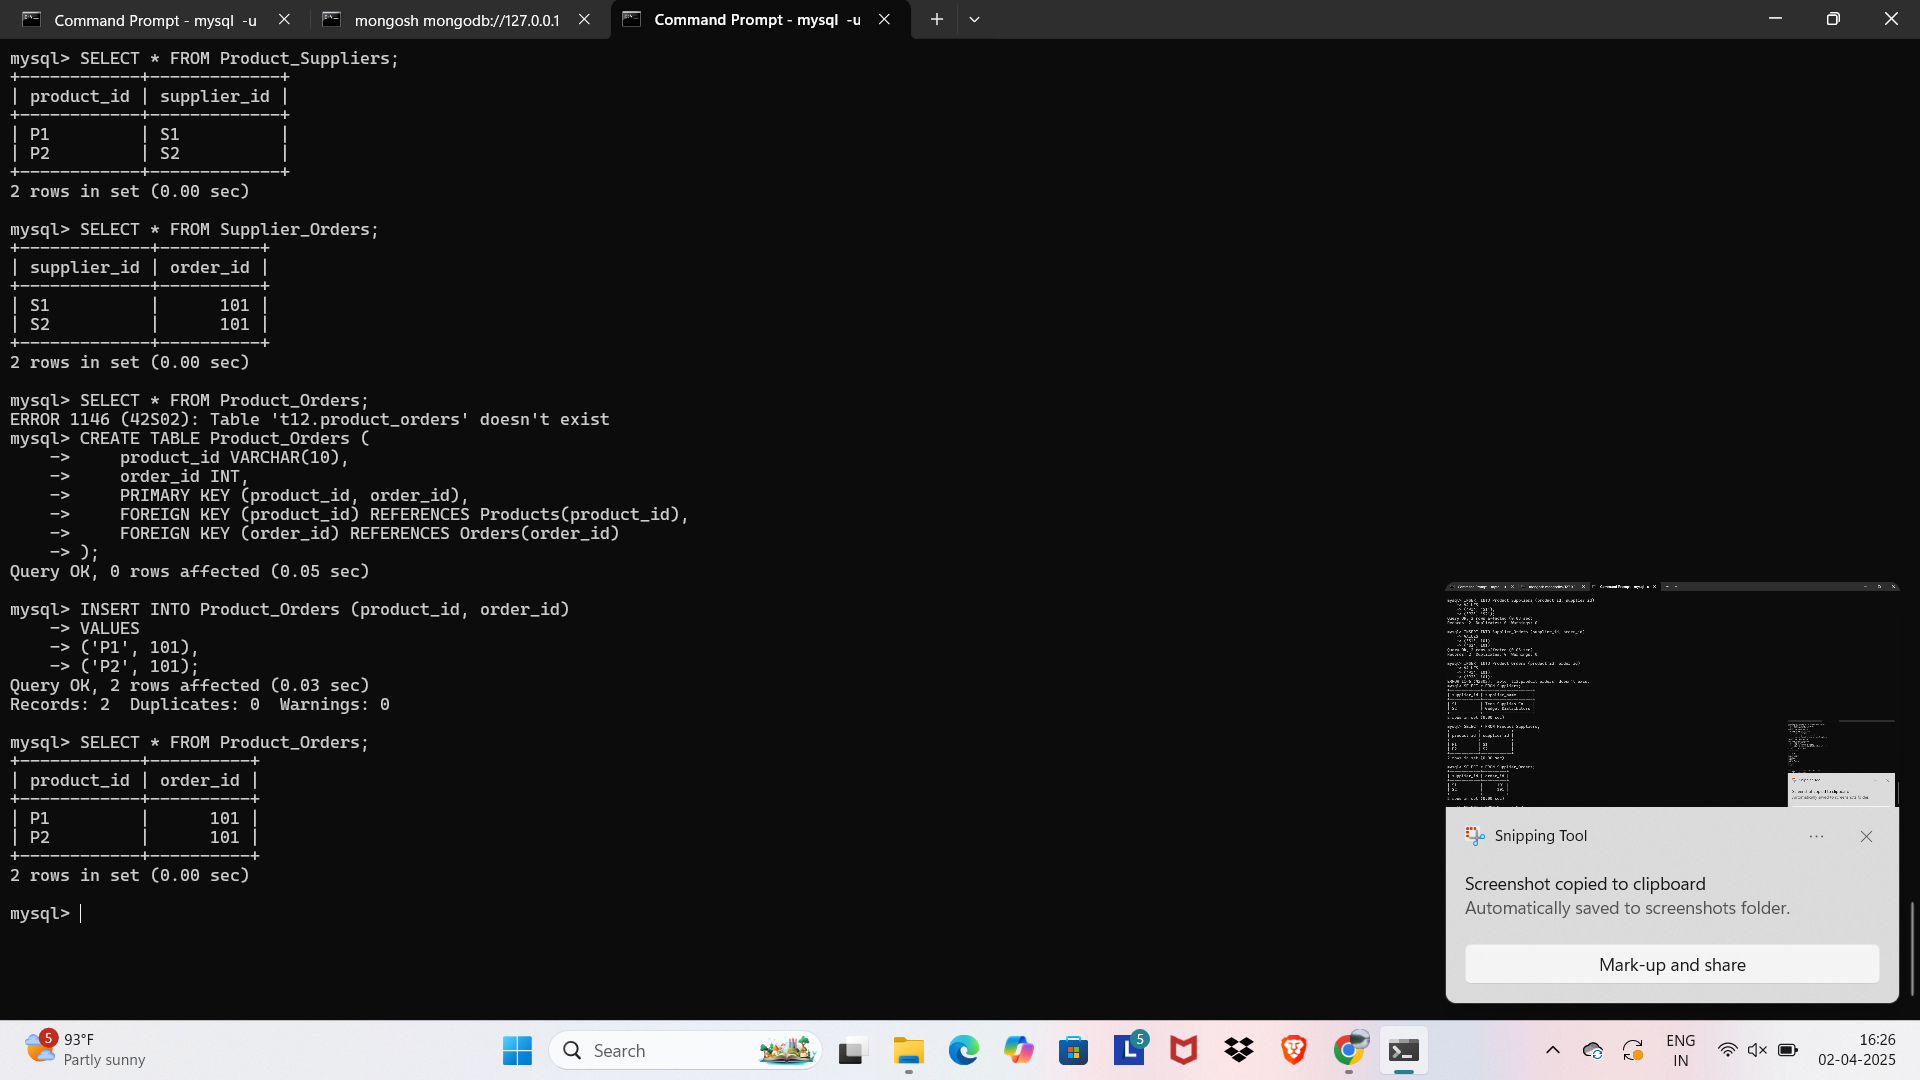 Command Prompt - mysql  -u
mongosh mongodb://127.0.0.1
Command Prompt - mysql  -u
mysql> SELECT * FROM Product_Suppliers;
+------------+-------------+
| product_id | supplier_id |
+------------+-------------+
| P1         | S1          |
| P2         | S2          |
+------------+-------------+
2 rows in set (0.00 sec)
mysql> SELECT * FROM Supplier_Orders;
+-------------+----------+
| supplier_id | order_id |
+-------------+----------+
| S1          |      101 |
| S2          |      101 |
+-------------+----------+
2 rows in set (0.00 sec)
mysql> SELECT * FROM Product_Orders;
ERROR 1146 (42S02): Table 't12.product_orders' doesn't exist
mysql> CREATE TABLE Product_Orders (
    ->     product_id VARCHAR(10),
    ->     order_id INT,
    ->     PRIMARY KEY (product_id, order_id),
    ->     FOREIGN KEY (product_id) REFERENCES Products(product_id),
    ->     FOREIGN KEY (order_id) REFERENCES Orders(order_id)
    -> );
Query OK, 0 rows affected (0.05 sec)
mysql> INSERT INTO Product_Orders (product_id, order_id)
    -> VALUES
    -> ('P1', 101),
    -> ('P2', 101);
Query OK, 2 rows affected (0.03 sec)
Records: 2  Duplicates: 0  Warnings: 0
mysql> SELECT * FROM Product_Orders;
+------------+----------+
| product_id | order_id |
+------------+----------+
| P1         |      101 |
| P2         |      101 |
+------------+----------+
2 rows in set (0.00 sec)
mysql>
Snipping Tool
Screenshot copied to clipboard
Automatically saved to screenshots folder.
Mark-up and share
5
93°F
Partly sunny
Search
L
5
ENG
IN
16:26
02-04-2025